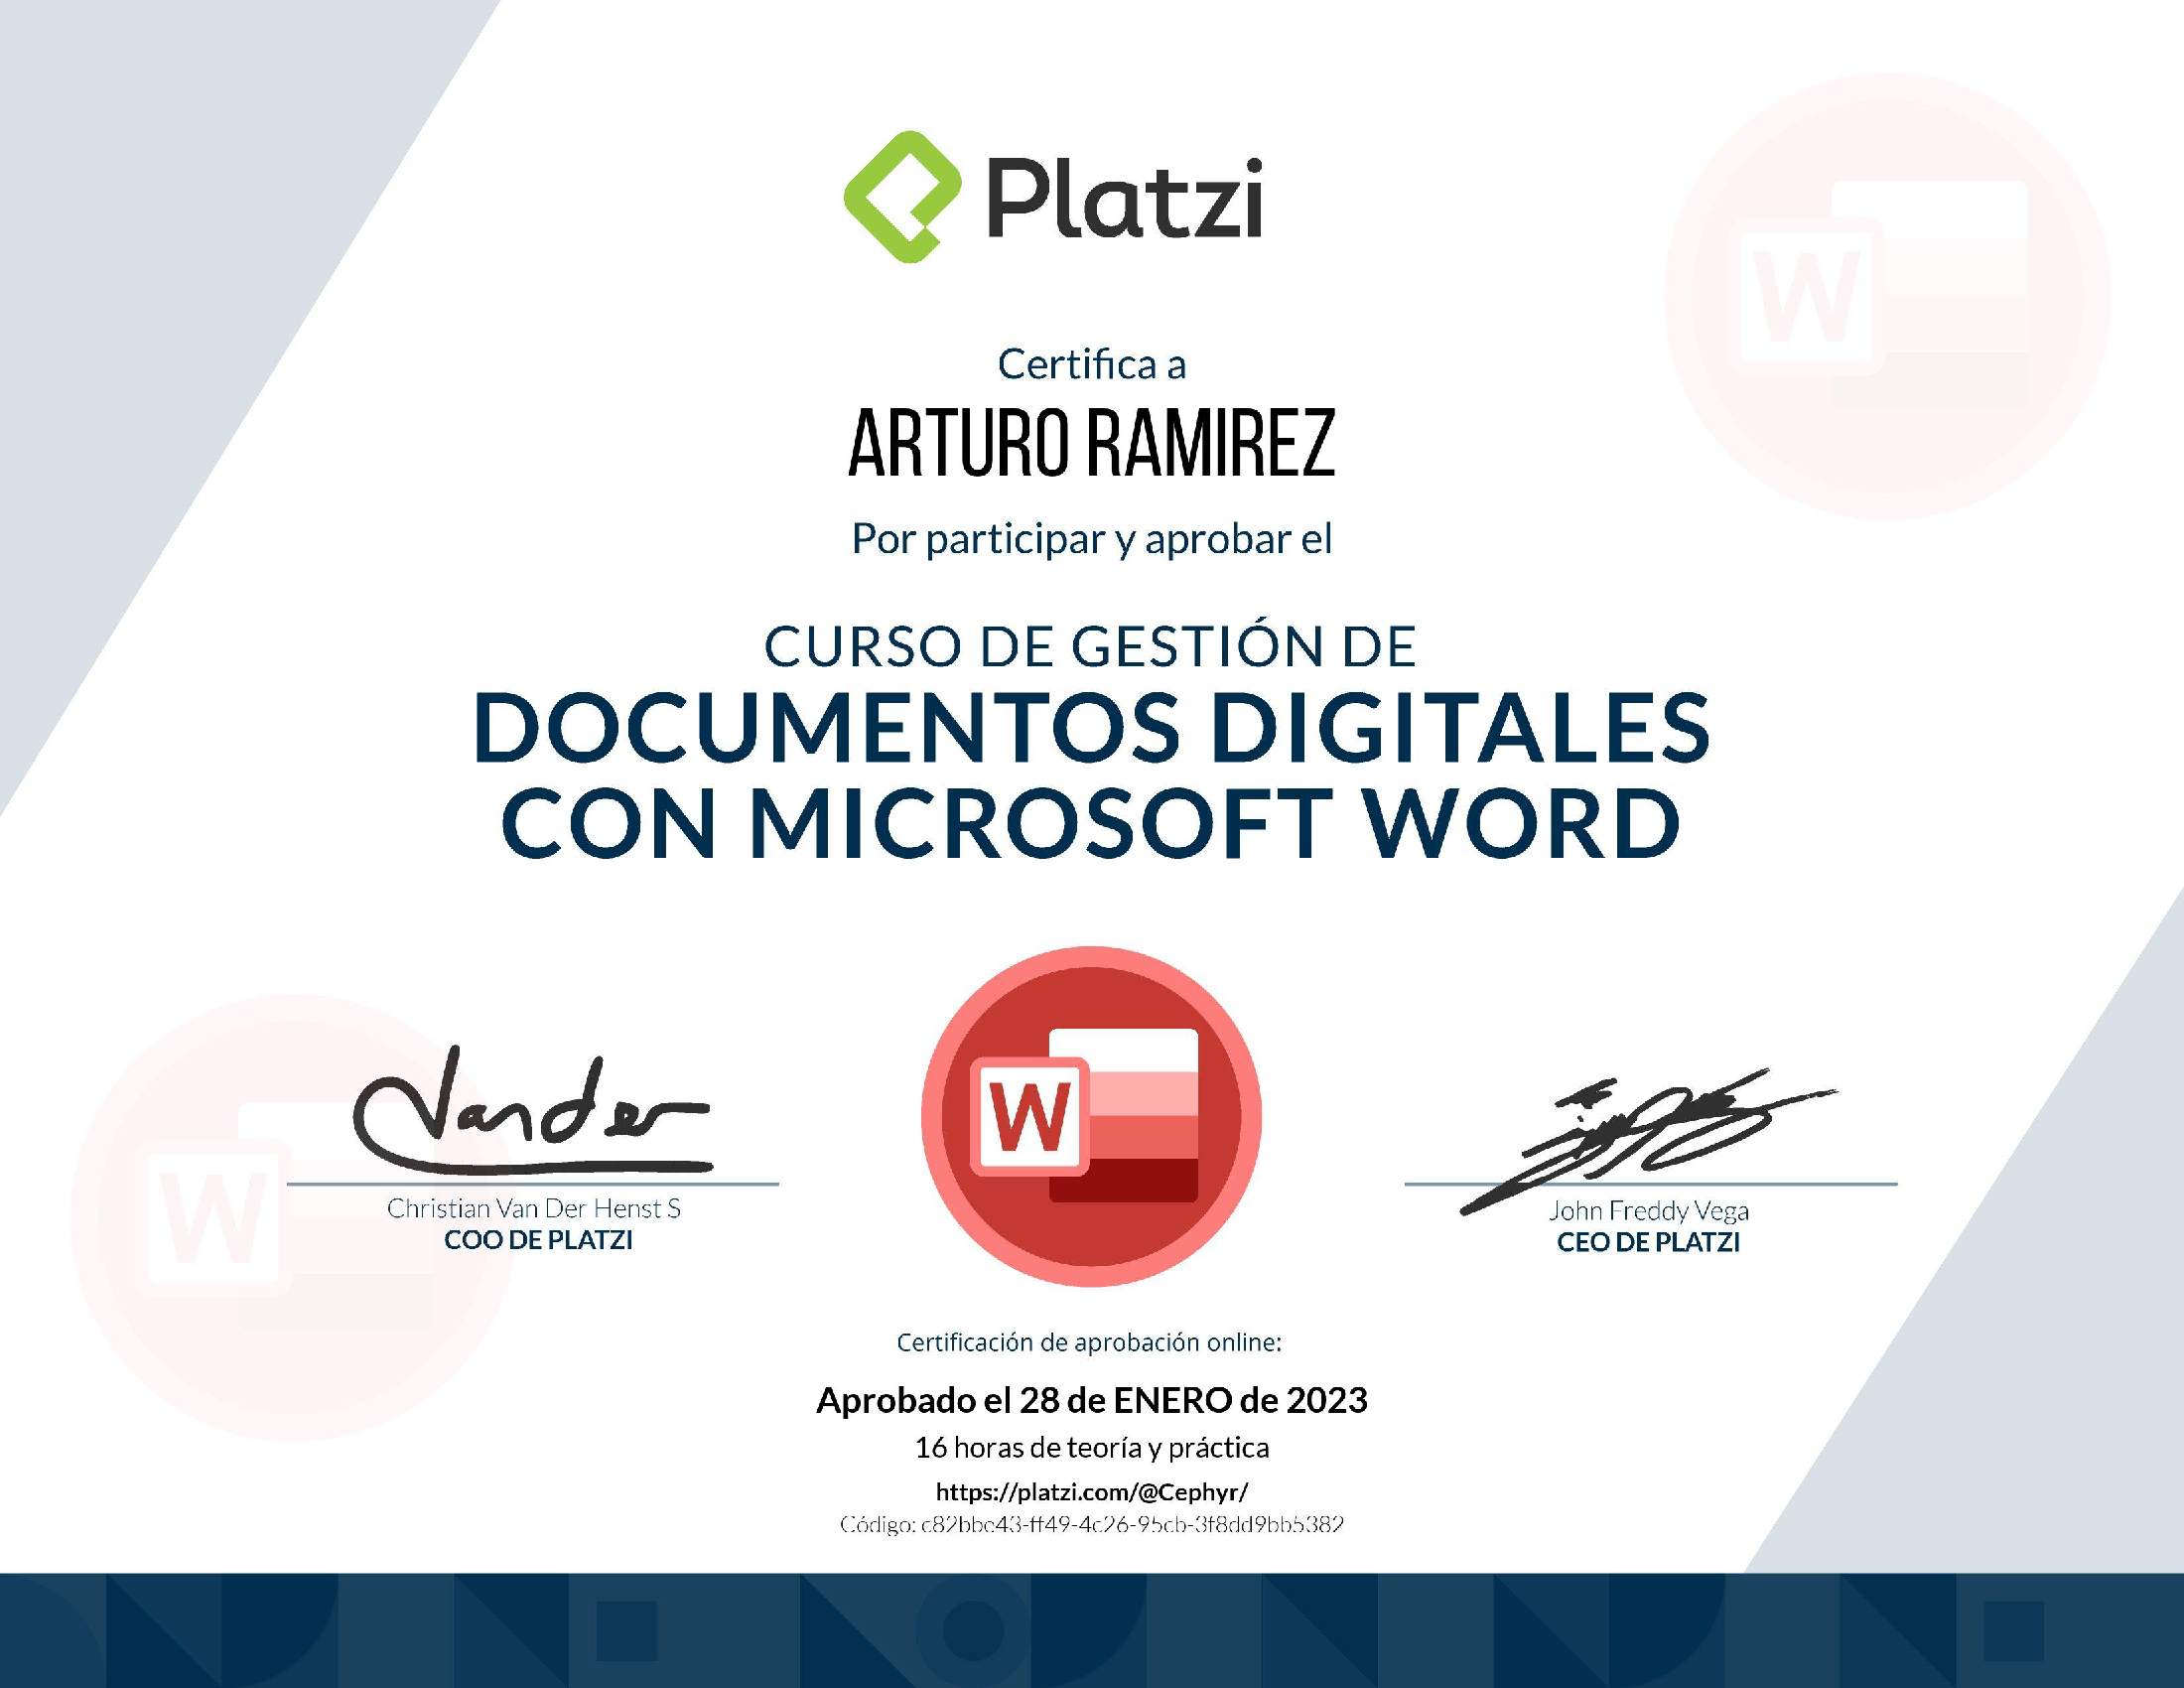 Platzi
Certifica a
ARTURO RAMIREZ
Por participar y aprobar el
CURSO DE GESTIÓN DE
DOCUMENTOS DIGITALES
CON MICROSOFT WORD
W
W
W
Vander
Christian Van Der Henst S
COO DE PLATZI
John Freddy Vega
CEO DE PLATZI
Certificación de aprobación online:
Aprobado el 28 de ENERO de 2023
16 horas de teoría y práctica
https://platzi.com/@Cephyr/
Código: c82bbe43-ff49-4c26-95cb-3f8dd9bb5382